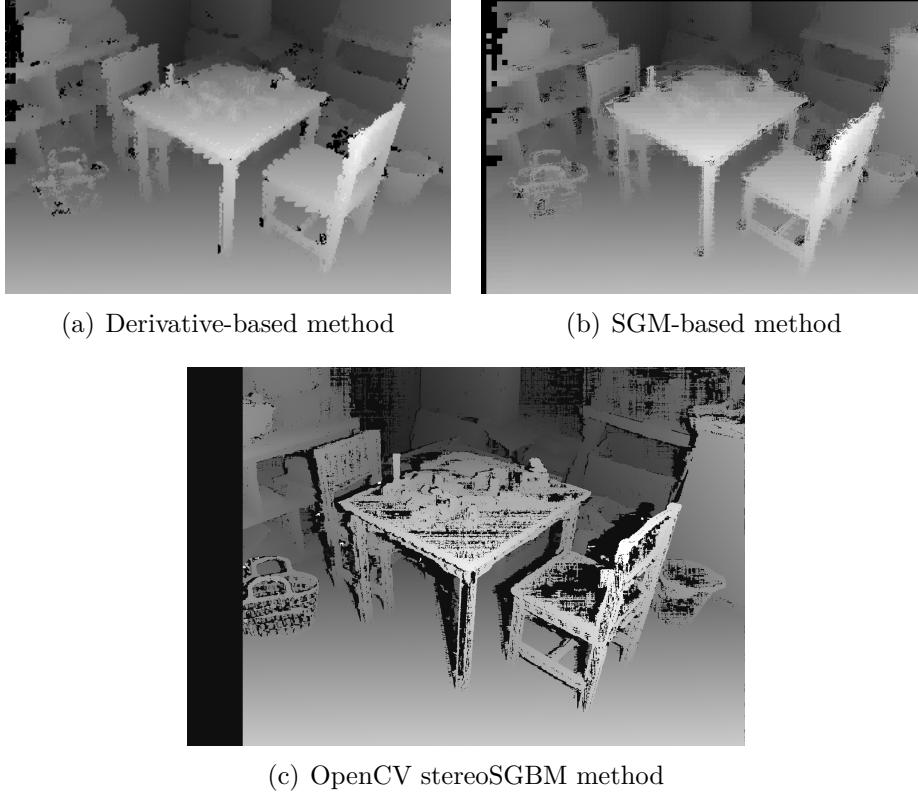 (a) Derivative-based method
(b) SGM-based method
(c) OpenCV stereoSGBM method